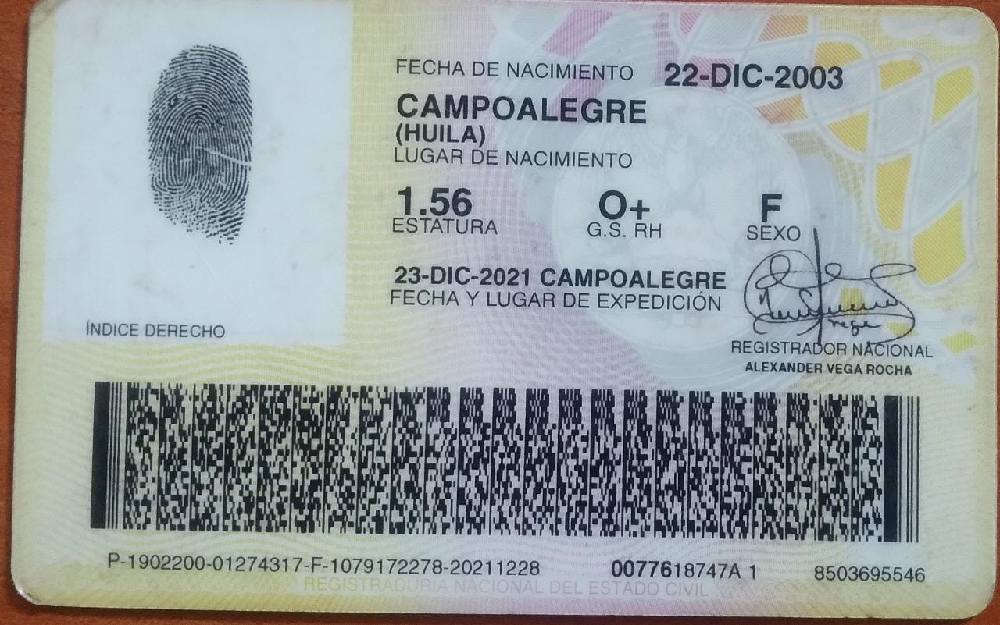 FECHA DE NACIMIENTO 22-DIC-2003
CAMPOALEGRE
(HUILA)
LUGAR DE NACIMIENTO
1.56 O+ F
ESTATURA G.S. RH SEXO
23-DIC-2021 CAMPOALEGRE
FECHA Y LUGAR DE EXPEDICIÓN
ÍNDICE DERECHO
REGISTRADOR NACIONAL
ALEXANDER VEGA ROCHA
P-1902200-01274317-F-1079172278-20211228 0077618747A 1 8503695546
REGISTRADURIA NACIONAL DEL ESTADO CIVIL